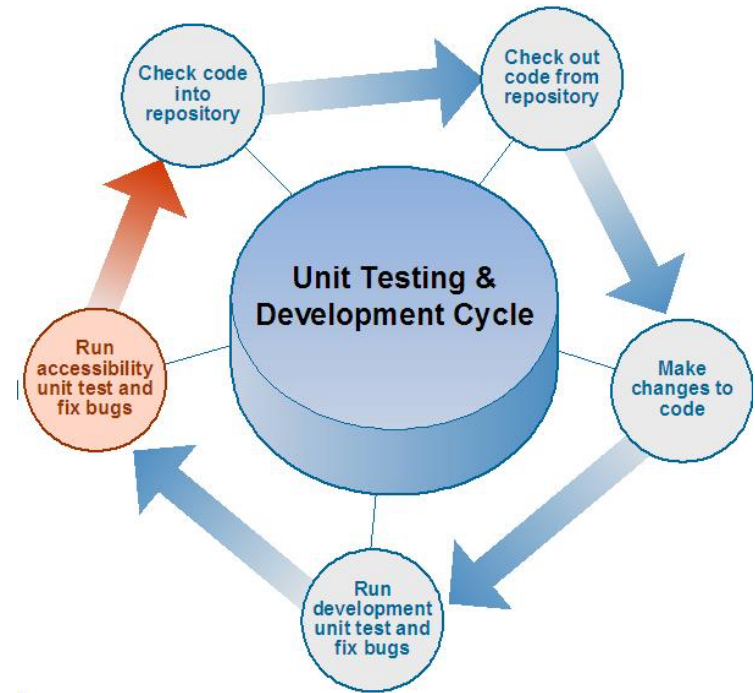 Check code
into
repository
Check out
code from
repository
Unit Testing &
Development Cycle
Run
accessibility
unit test and
fix bugs
Make
changes to
code
Run
development
unit test and
fix bugs